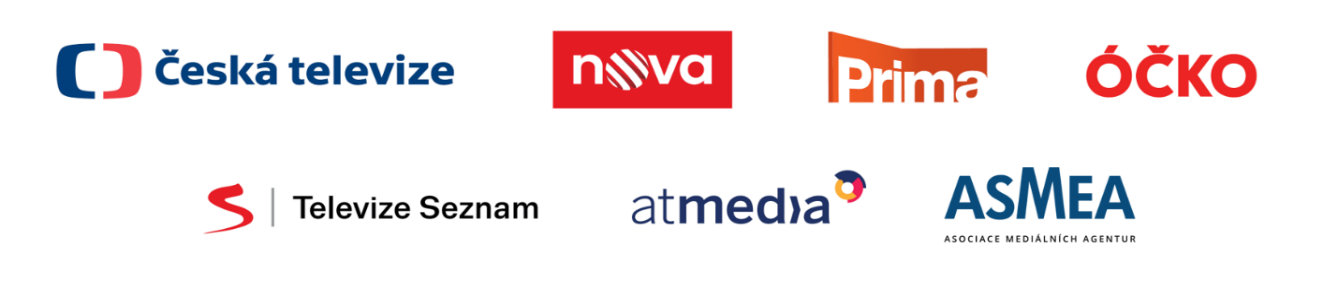 Česká televize
nova
Prima
ÓČKO
Televize Seznam
atmedia
ASMEA
ASOCIACE MEDIÁLNÍCH AGENTUR